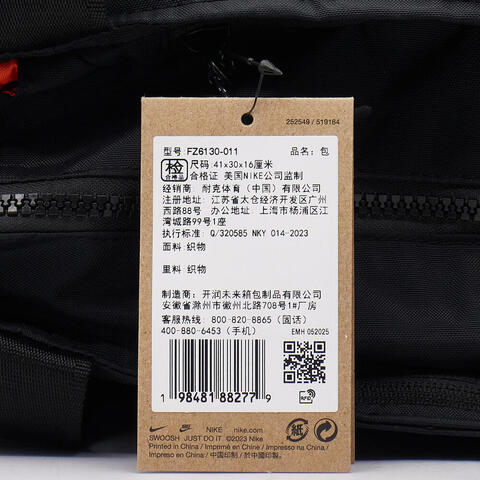 252549 / 519164
型号: FZ6130-011 品名: 包
检 合格品 尺码: 41×30×16厘米
合格证 美国NIKE公司监制
经销商: 耐克体育（中国）有限公司
注册地址: 江苏省太仓经济开发区广州
西路88号 办公地址: 上海市杨浦区江
湾城路99号1座
执行标准: Q/320585 NKY 014-2023
面料: 织物
里料: 织物
制造商: 开润未来箱包制品有限公司
安徽省滁州市徽州北路708号1#厂房
客服热线: 800-820-8865（固话）
400-880-6453（手机） EMH 052025
1 98481 88277 9
RFID
NIKE nike.com
SWOOSH JUST DO IT ©2023 Nike
Printed in China / Imprimé en Chine / Impresso na China
Impreso en China / 中国印制 / 於中國印製。
紙